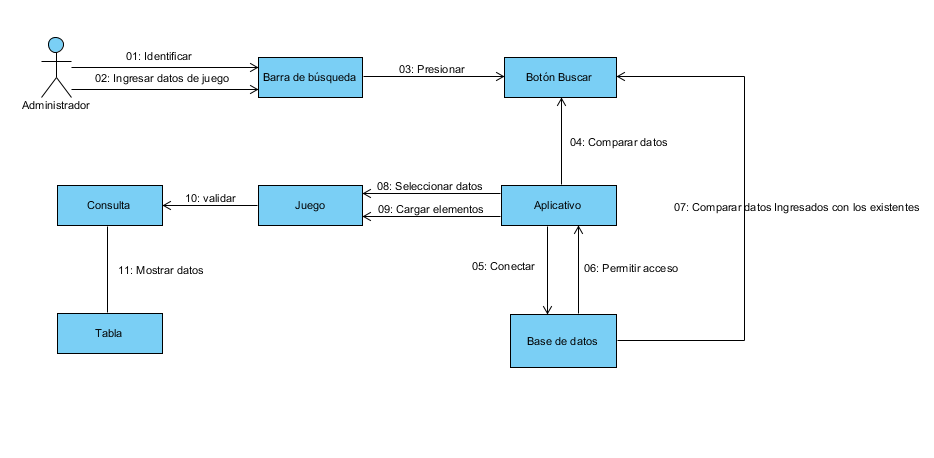 01: Identificar
02: Ingresar datos de juego
Administrador
Barra de búsqueda
03: Presionar
Botón Buscar
04: Comparar datos
Consulta
10: validar
Juego
08: Seleccionar datos
09: Cargar elementos
Aplicativo
07: Comparar datos Ingresados con los existentes
11: Mostrar datos
05: Conectar
06: Permitir acceso
Tabla
Base de datos